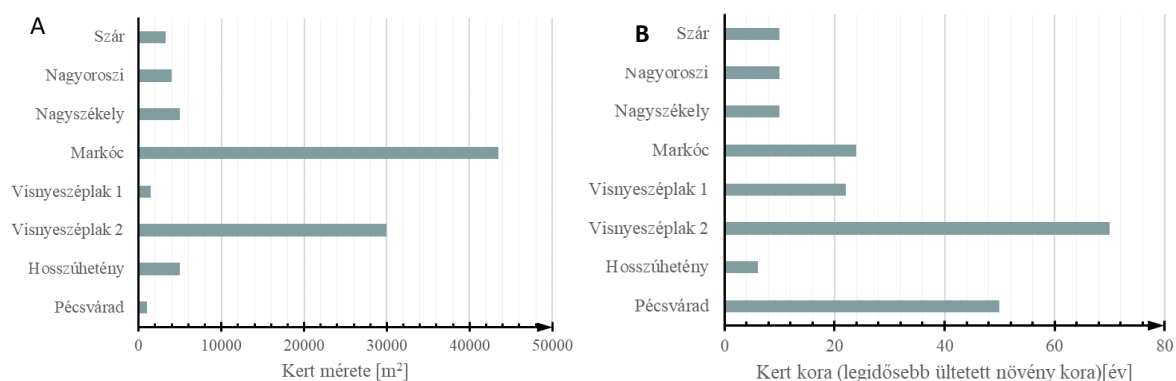 A
Szár
Nagyoroszi
Nagyszékely
Markóc
Visnyeszéplak 1
Visnyeszéplak 2
Hosszúhetény
Pécsvárad
0 10000 20000 30000 40000 50000
Kert mérete [m²]
B
Szár
Nagyoroszi
Nagyszékely
Markóc
Visnyeszéplak 1
Visnyeszéplak 2
Hosszúhetény
Pécsvárad
0 20 40 60 80
Kert kora (legidősebb ültetett növény kora)[év]